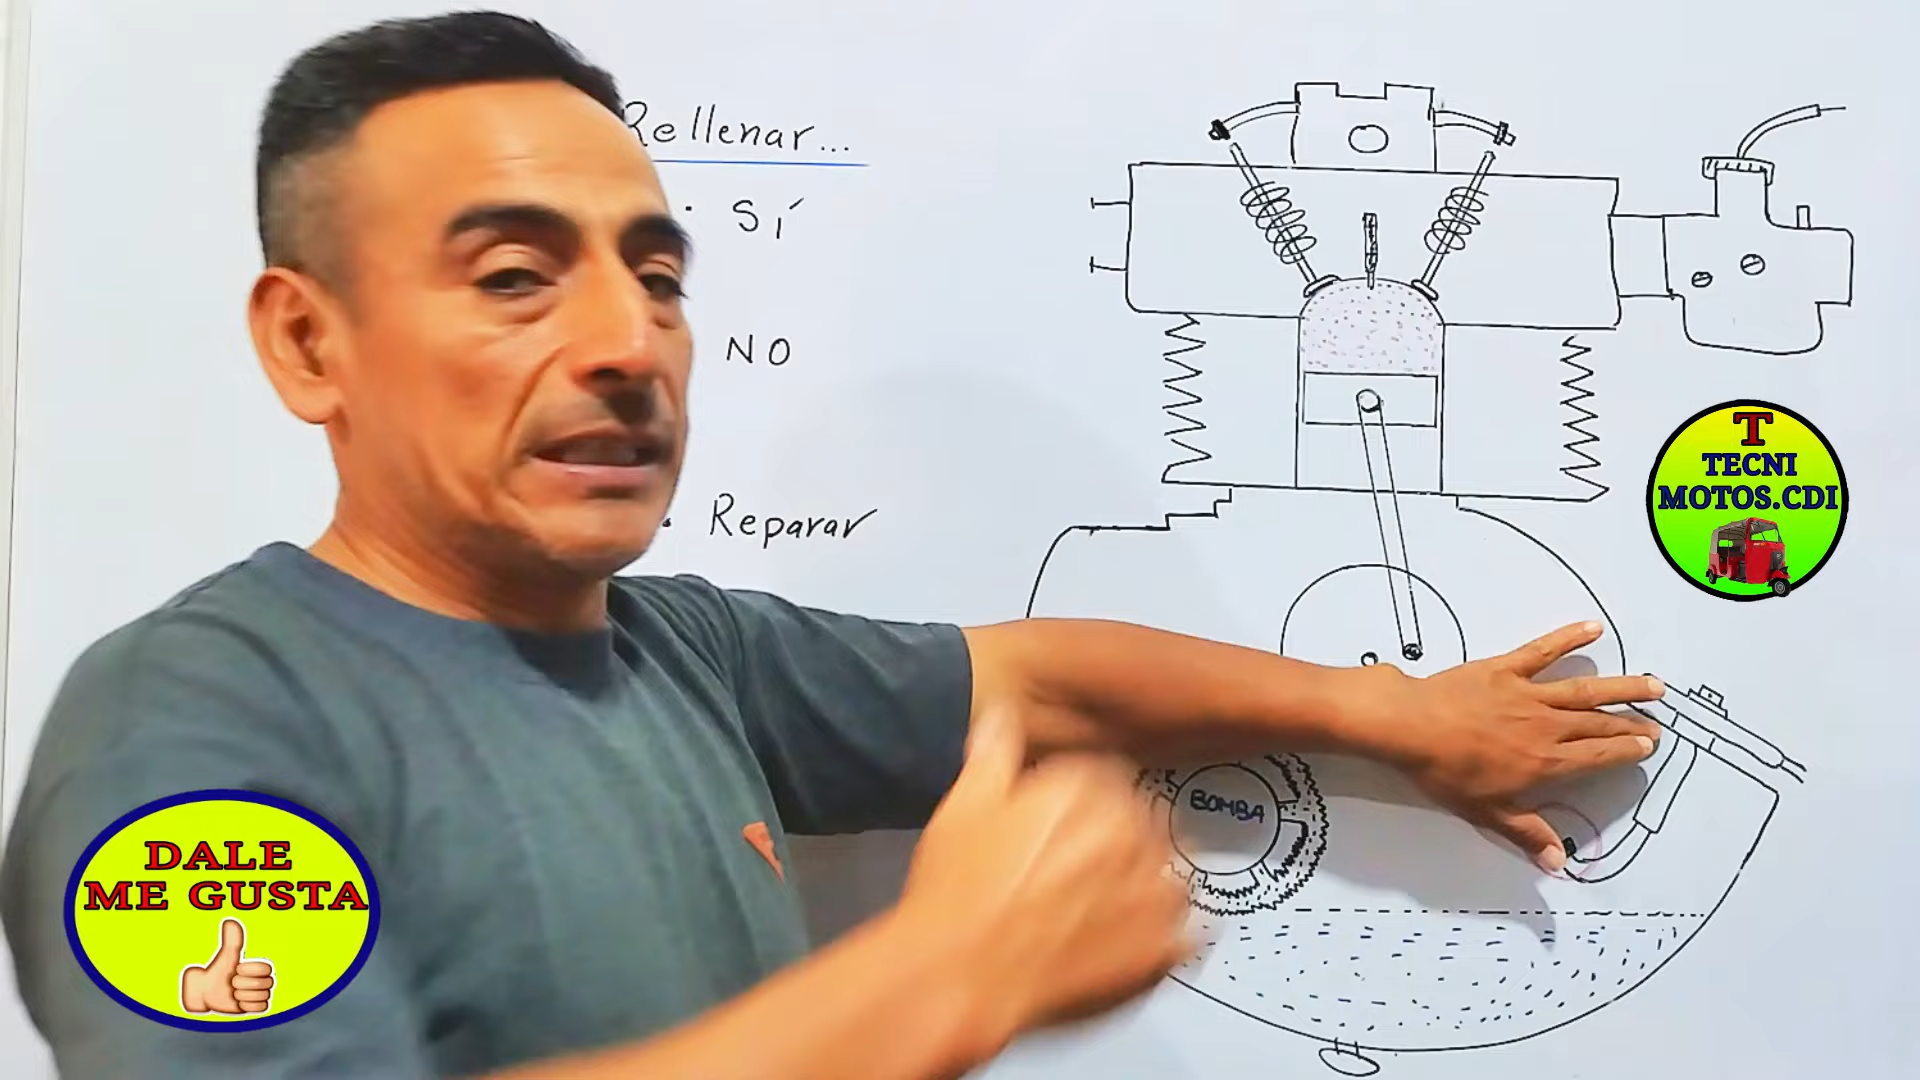 Rellenar...
. SÍ
NO
. Reparar
BOMBA
T
TECNI
MOTOS.CDI
DALE
ME GUSTA